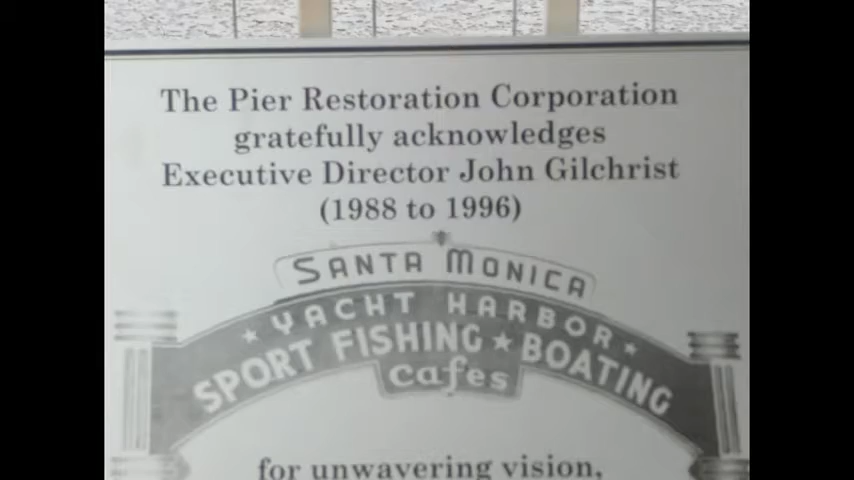 The Pier Restoration Corporation
gratefully acknowledges
Executive Director John Gilchrist
(1988 to 1996)
SANTA MONICA
★ YACHT HARBOR ★
SPORT FISHING ★ BOATING
cafes
for unwavering vision,